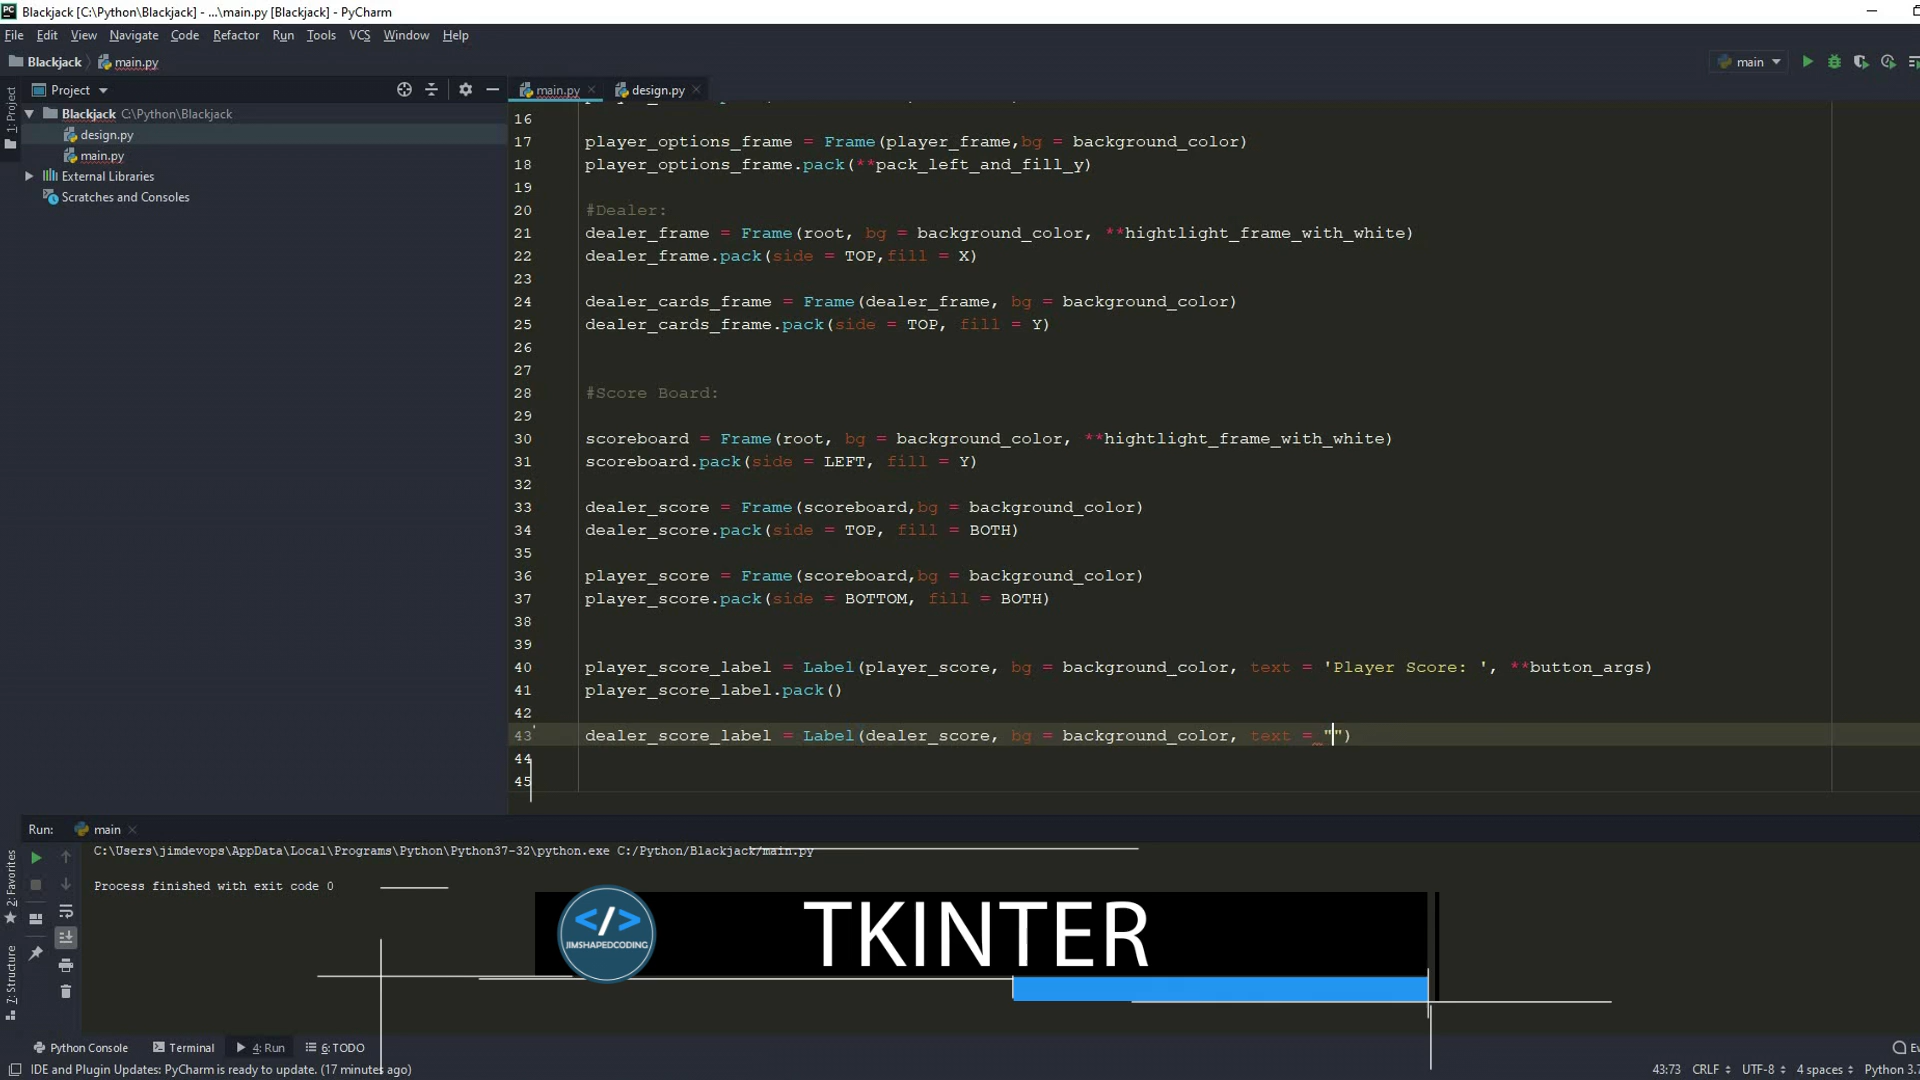 Blackjack [C:\Python\Blackjack] - ...\main.py [Blackjack] - PyCharm
File Edit View Navigate Code Refactor Run Tools VCS Window Help
Blackjack main.py
main
1: Project
Project
main.py
design.py
Blackjack C:\Python\Blackjack
design.py
main.py
External Libraries
Scratches and Consoles
16
17 player_options_frame = Frame(player_frame,bg = background_color)
18 player_options_frame.pack(**pack_left_and_fill_y)
19
20 #Dealer:
21 dealer_frame = Frame(root, bg = background_color, **hightlight_frame_with_white)
22 dealer_frame.pack(side = TOP,fill = X)
23
24 dealer_cards_frame = Frame(dealer_frame, bg = background_color)
25 dealer_cards_frame.pack(side = TOP, fill = Y)
26
27
28 #Score Board:
29
30 scoreboard = Frame(root, bg = background_color, **hightlight_frame_with_white)
31 scoreboard.pack(side = LEFT, fill = Y)
32
33 dealer_score = Frame(scoreboard,bg = background_color)
34 dealer_score.pack(side = TOP, fill = BOTH)
35
36 player_score = Frame(scoreboard,bg = background_color)
37 player_score.pack(side = BOTTOM, fill = BOTH)
38
39
40 player_score_label = Label(player_score, bg = background_color, text = 'Player Score: ', **button_args)
41 player_score_label.pack()
42
43 dealer_score_label = Label(dealer_score, bg = background_color, text = "")
44
45
Run: main
C:\Users\jimdevops\AppData\Local\Programs\Python\Python37-32\python.exe C:/Python/Blackjack/main.py
Process finished with exit code 0
2: Favorites
7: Structure
</>
JIMSHAPEDCODING
TKINTER
Python Console Terminal 4: Run 6: TODO
IDE and Plugin Updates: PyCharm is ready to update. (17 minutes ago)
43:73 CRLF UTF-8 4 spaces